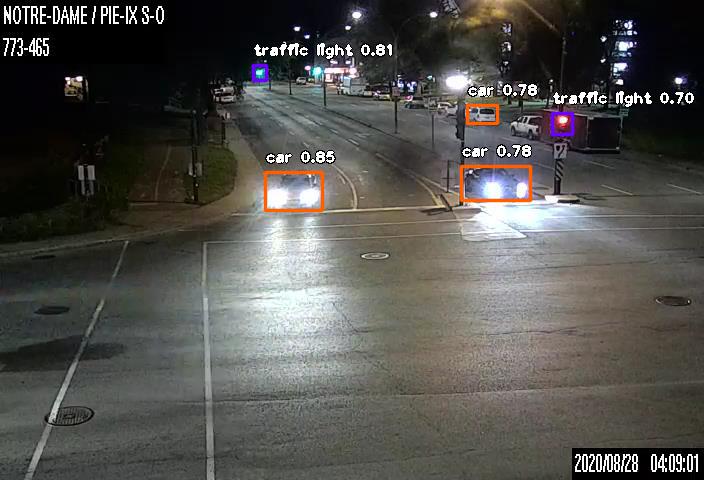 NOTRE-DAME / PIE-IX S-O
773-465
traffic light 0.81
car 0.78
traffic light 0.70
car 0.85
car 0.78
2020/08/28 04:09:01